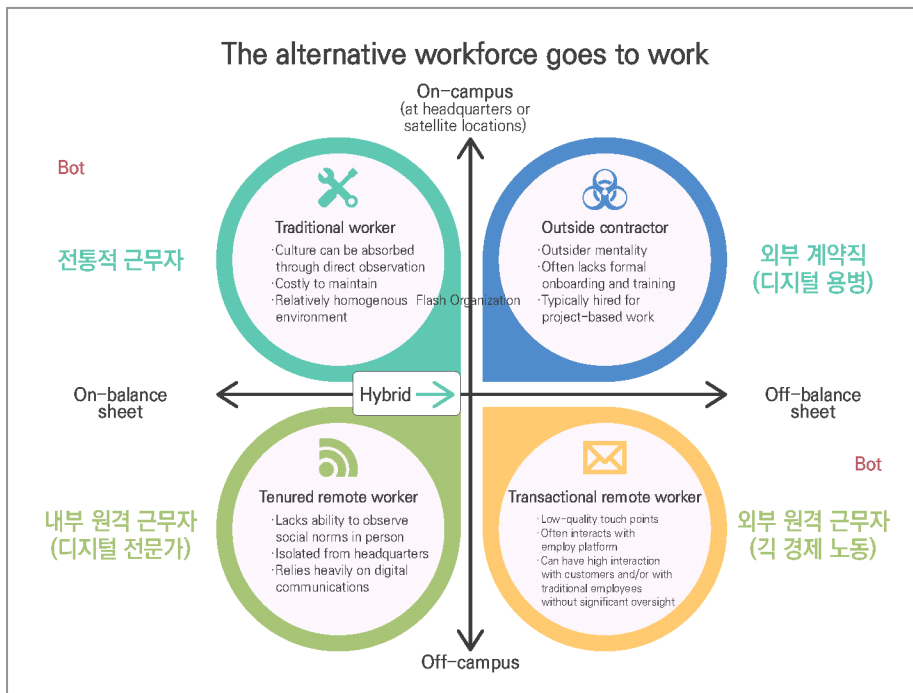 The alternative workforce goes to work
On-campus
(at headquarters or
satellite locations)
Bot
전통적 근무자
Traditional worker
·Culture can be absorbed
through direct observation
·Costly to maintain
·Relatively homogenous
environment
Flash Organization
Outside contractor
·Outsider mentality
·Often lacks formal
onboarding and training
·Typically hired for
project-based work
외부 계약직
(디지털 용병)
On-balance
sheet
Hybrid
Off-balance
sheet
내부 원격 근무자
(디지털 전문가)
Tenured remote worker
·Lacks ability to observe
social norms in person
·Isolated from headquarters
·Relies heavily on digital
communications
Transactional remote worker
·Low-quality touch points
·Often interacts with
employ platform
·Can have high interaction
with customers and/or with
traditional employees
without significant oversight
Bot
외부 원격 근무자
(긱 경제 노동)
Off-campus